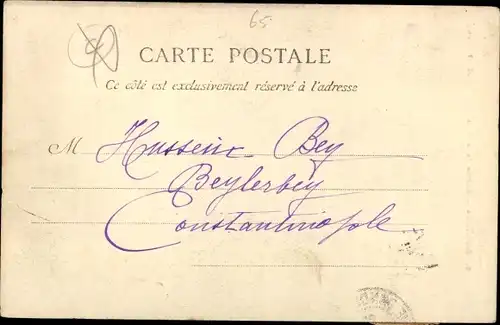 65
CARTE POSTALE
Ce côté est exclusivement réservé à l'adresse
M Hussein Bey
Beylerbey
Constantinople